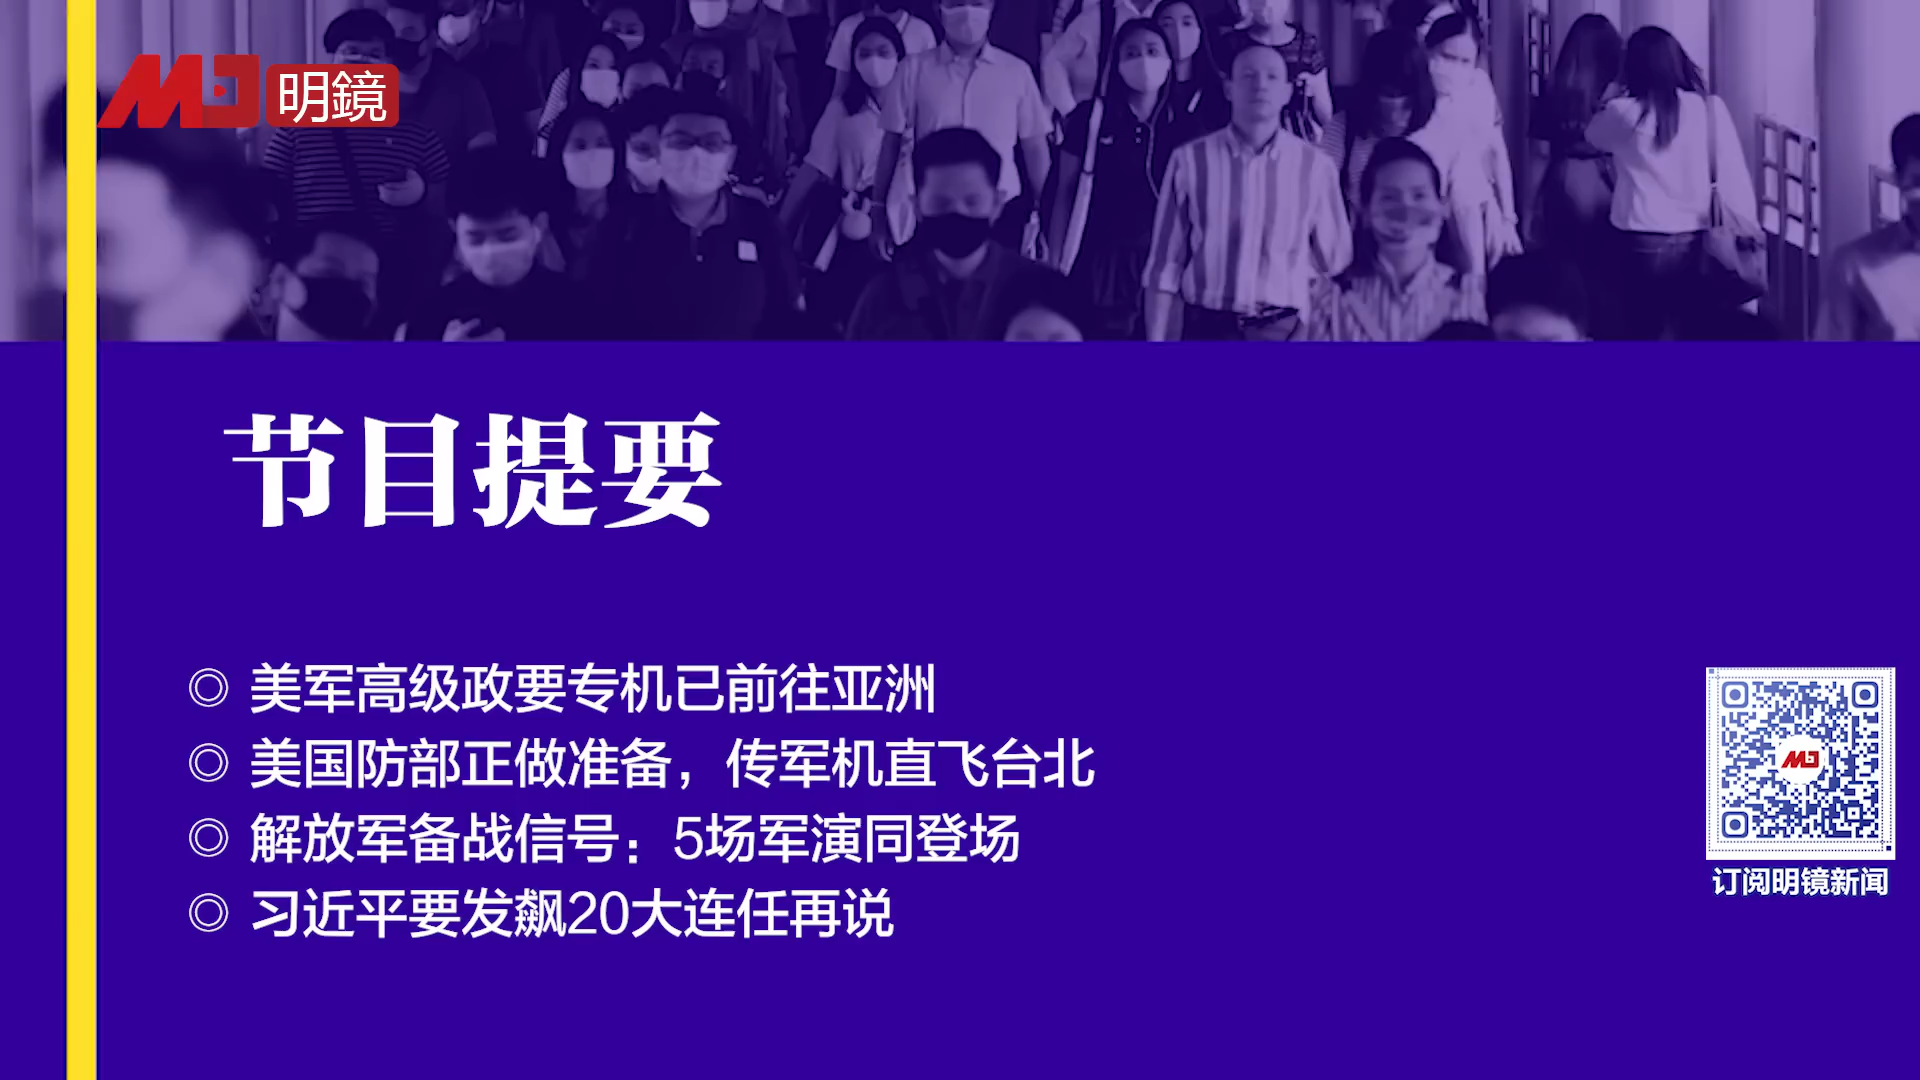 明鏡
节目提要
◎ 美军高级政要专机已前往亚洲
◎ 美国防部正做准备，传军机直飞台北
◎ 解放军备战信号：5场军演同登场
◎ 习近平要发飙20大连任再说
订阅明镜新闻